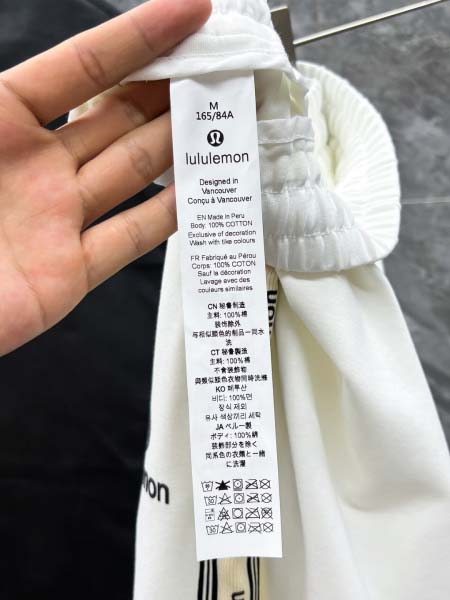 M
165/84A
lululemon
Designed in
Vancouver
Conçu à Vancouver
EN Made in Peru
Body: 100% COTTON
Exclusive of decoration
Wash with tike colours
FR Fabriqué au Pérou
Corps: 100% COTTON
Sauf la décoration
Lavage avec des
couleurs similaires
CN 秘鲁制造
主料: 100%棉
装饰除外
与相似颜色的制品一同水
洗
CT 秘魯製造
主料: 100%棉
不含装飾物
與類似顏色衣物同時洗滌
KO 페루산
비디: 100%면
장식 제외
유사 색상끼리 세탁
JA ペルー製
ボディ: 100%綿
装飾部分を除く
同系色の衣類と一緒
に洗濯
mon